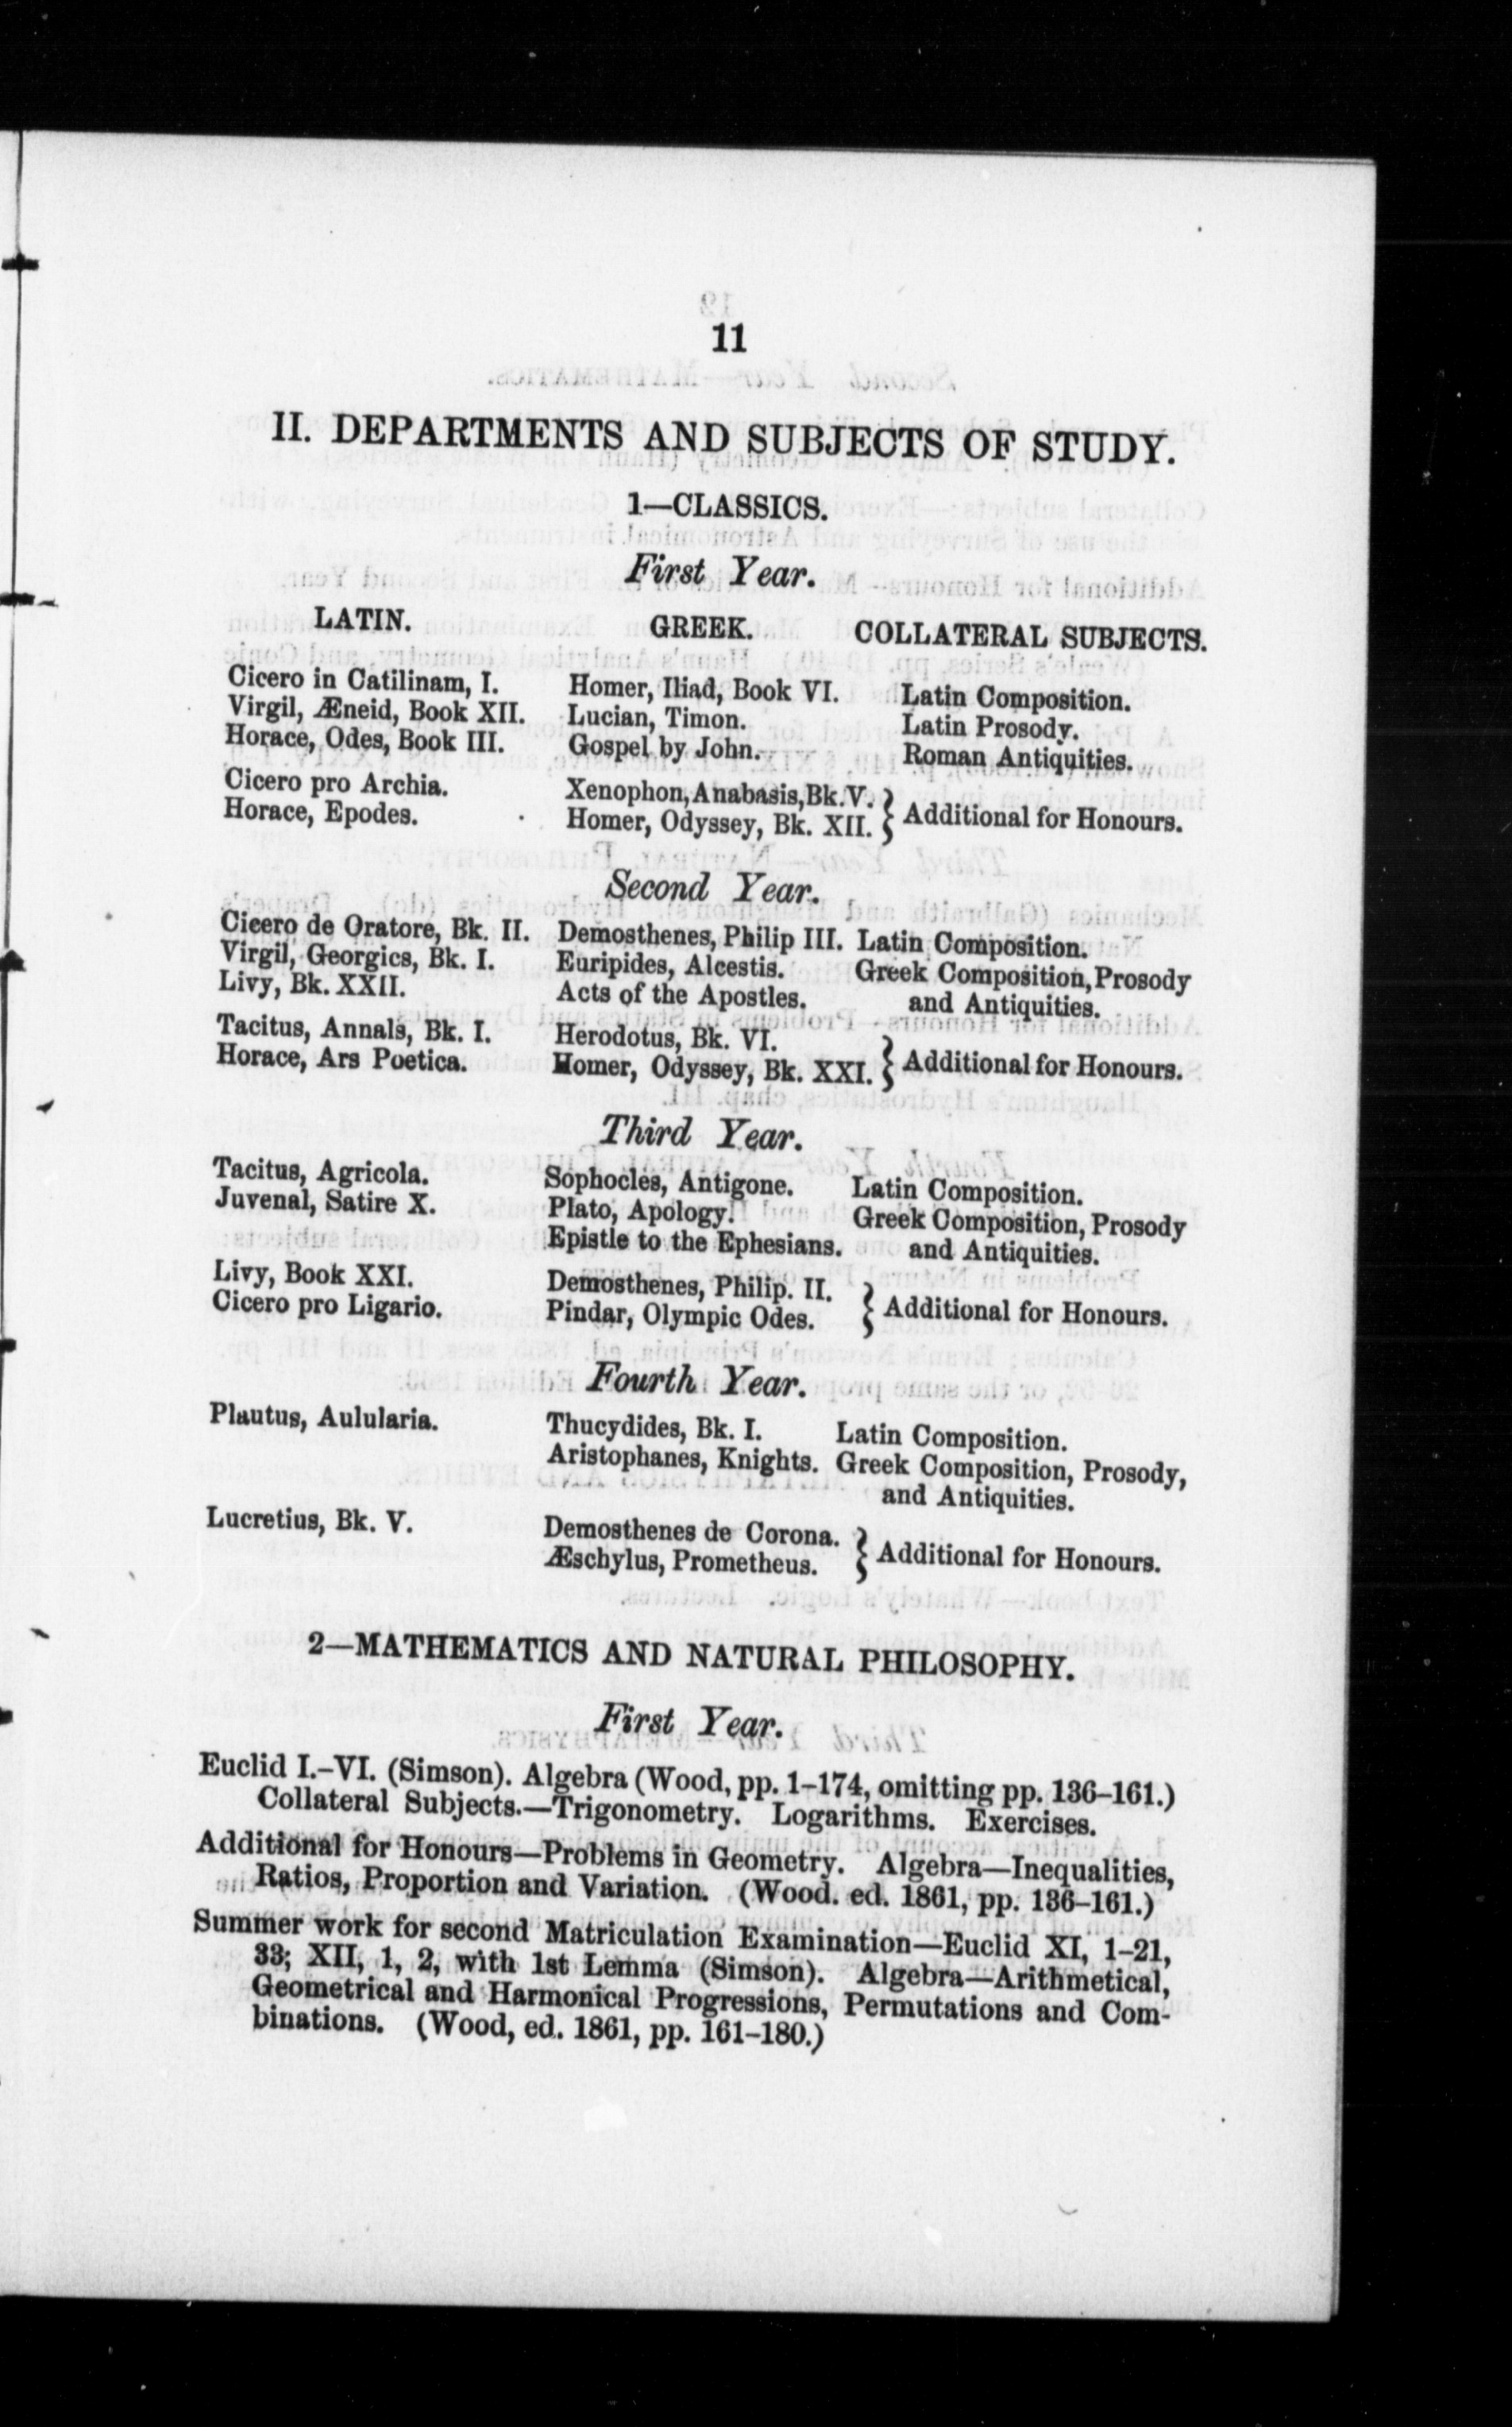 11
II. DEPARTMENTS AND SUBJECTS OF STUDY.
1—CLASSICS.
First Year.
LATIN. GREEK. COLLATERAL SUBJECTS.
Cicero in Catilinam, I. Homer, Iliad, Book VI. Latin Composition.
Virgil, Æneid, Book XII. Lucian, Timon. Latin Prosody.
Horace, Odes, Book III. Gospel by John. Roman Antiquities.
Cicero pro Archia. Xenophon, Anabasis, Bk. V. } Additional for Honours.
Horace, Epodes. Homer, Odyssey, Bk. XII.
Second Year.
Cicero de Oratore, Bk. II. Demosthenes, Philip III. Latin Composition.
Virgil, Georgics, Bk. I. Euripides, Alcestis. Greek Composition, Prosody
Livy, Bk. XXII. Acts of the Apostles. and Antiquities.
Tacitus, Annals, Bk. I. Herodotus, Bk. VI. } Additional for Honours.
Horace, Ars Poetica. Homer, Odyssey, Bk. XXI.
Third Year.
Tacitus, Agricola. Sophocles, Antigone. Latin Composition.
Juvenal, Satire X. Plato, Apology. Greek Composition, Prosody
Epistle to the Ephesians. and Antiquities.
Livy, Book XXI. Demosthenes, Philip. II. } Additional for Honours.
Cicero pro Ligario. Pindar, Olympic Odes.
Fourth Year.
Plautus, Aulularia. Thucydides, Bk. I. Latin Composition.
Aristophanes, Knights. Greek Composition, Prosody,
and Antiquities.
Lucretius, Bk. V. Demosthenes de Corona. } Additional for Honours.
Æschylus, Prometheus.
2—MATHEMATICS AND NATURAL PHILOSOPHY.
First Year.
Euclid I.–VI. (Simson). Algebra (Wood, pp. 1–174, omitting pp. 136–161.)
Collateral Subjects.—Trigonometry. Logarithms. Exercises.
Additional for Honours—Problems in Geometry. Algebra—Inequalities,
Ratios, Proportion and Variation. (Wood. ed. 1861, pp. 136–161.)
Summer work for second Matriculation Examination—Euclid XI, 1–21,
33; XII, 1, 2, with 1st Lemma (Simson). Algebra—Arithmetical,
Geometrical and Harmonical Progressions, Permutations and Com-
binations. (Wood, ed. 1861, pp. 161–180.)